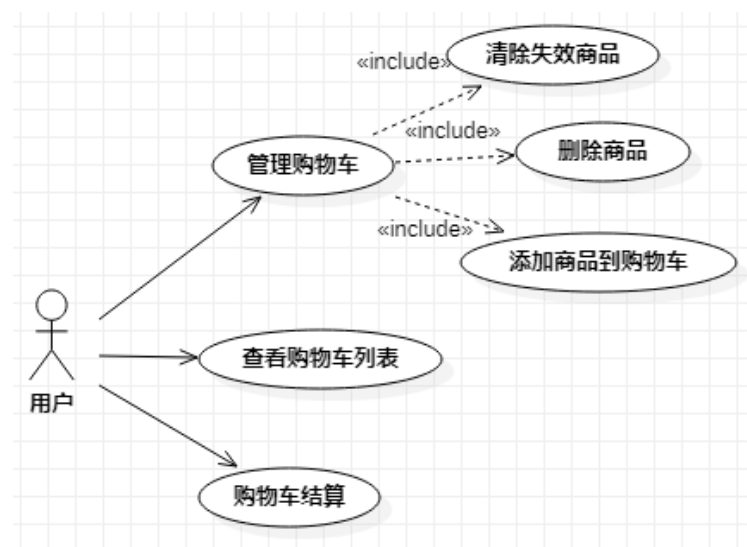 «include»
清除失效商品
«include»
删除商品
管理购物车
«include»
添加商品到购物车
查看购物车列表
用户
购物车结算